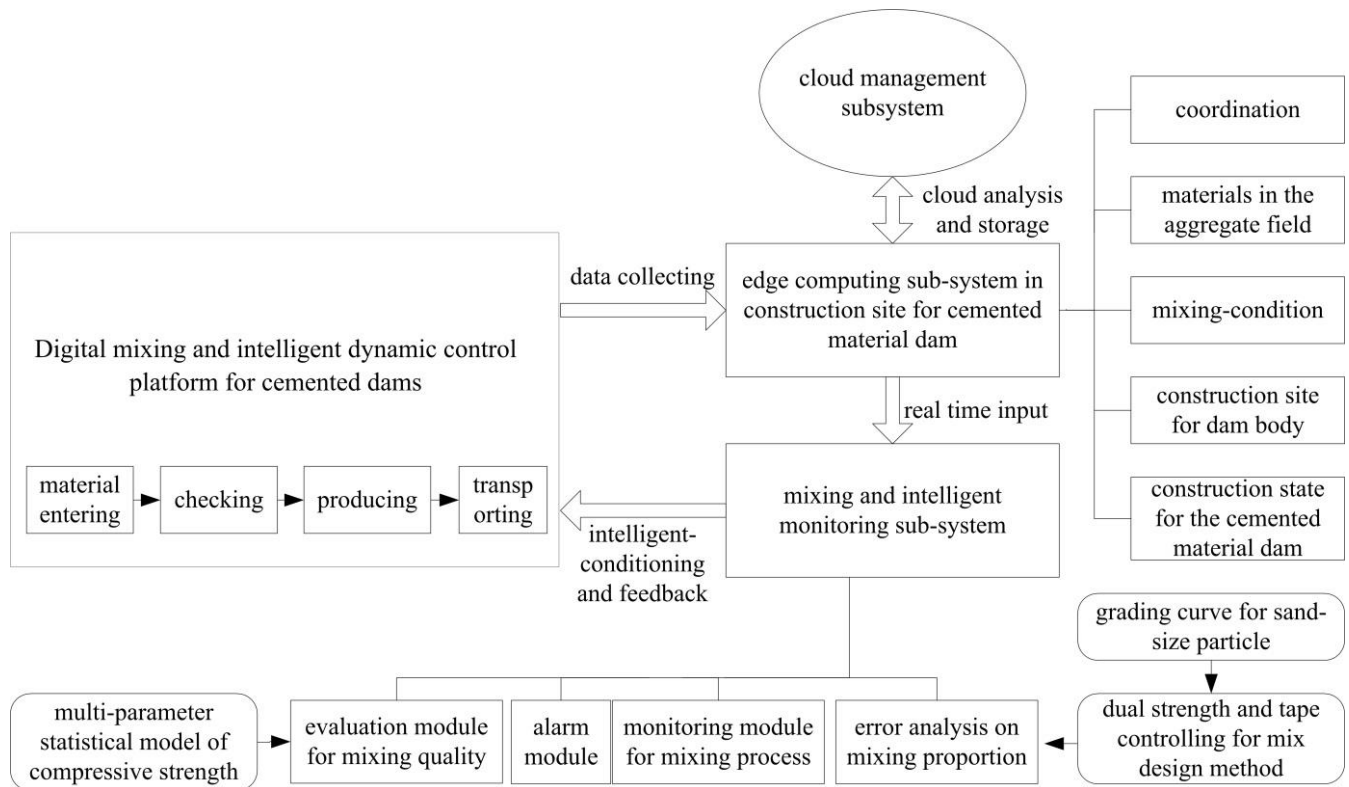 cloud management
subsystem
cloud analysis
and storage
coordination
materials in the
aggregate field
mixing-condition
construction site
for dam body
construction state
for the cemented
material dam
data collecting
edge computing sub-system in
construction site for cemented
material dam
Digital mixing and intelligent dynamic control
platform for cemented dams
material
entering
checking
producing
transp
orting
real time input
mixing and intelligent
monitoring sub-system
intelligent-
conditioning
and feedback
grading curve for sand-
size particle
multi-parameter
statistical model of
compressive strength
evaluation module
for mixing quality
alarm
module
monitoring module
for mixing process
error analysis on
mixing proportion
dual strength and tape
controlling for mix
design method